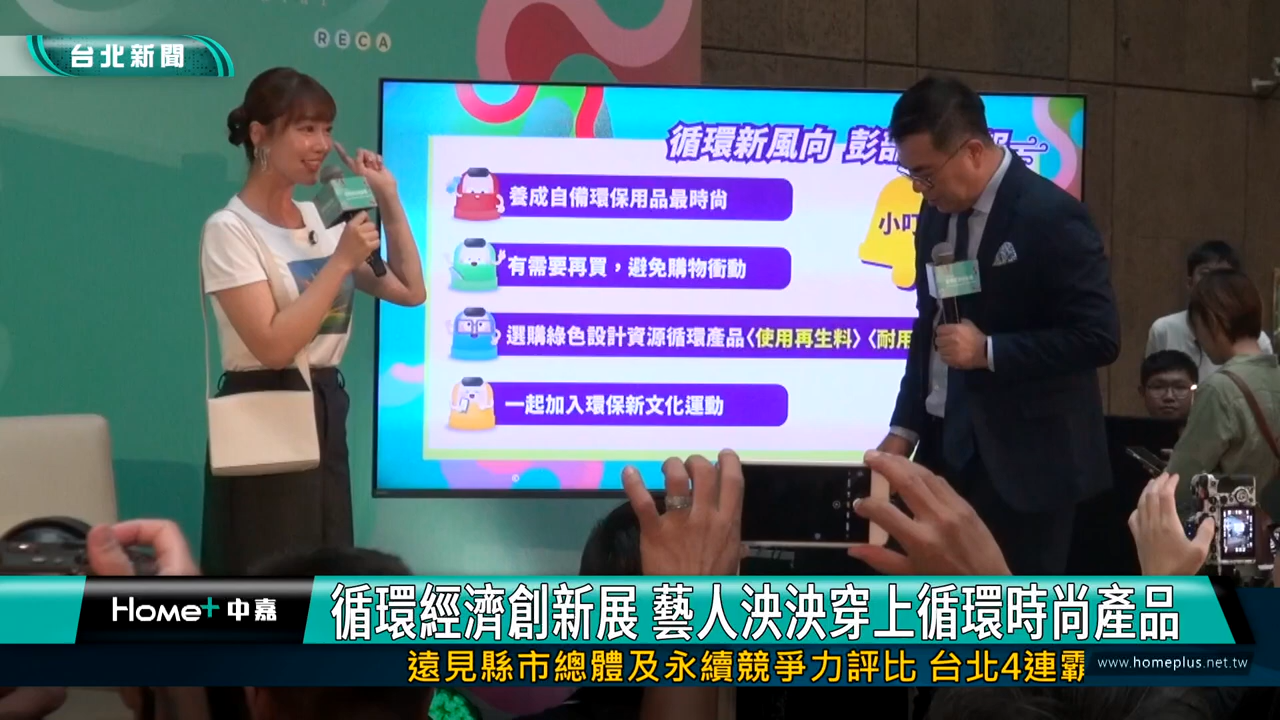 RECA
台北新聞
循環新風向 彭部
養成自備環保用品最時尚
小叮
有需要再買，避免購物衝動
選購綠色設計資源循環產品〈使用再生料〉〈耐用
一起加入環保新文化運動
Home+中嘉
循環經濟創新展 藝人泱泱穿上循環時尚產品
遠見縣市總體及永續競爭力評比 台北4連霸
www.homeplus.net.tw